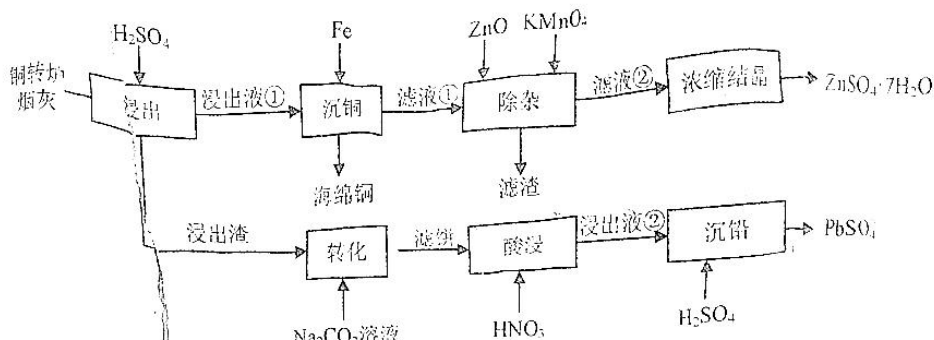 H₂SO₄
Fe
ZnO KMnO₄
铜转炉
烟灰
浸出
浸出液①
沉铜
滤液①
除杂
滤液②
浓缩结晶
ZnSO₄·7H₂O
海绵铜
滤渣
浸出渣
转化
滤饼
酸浸
浸出液②
沉铅
PbSO₄
Na₂CO₃溶液
HNO₃
H₂SO₄